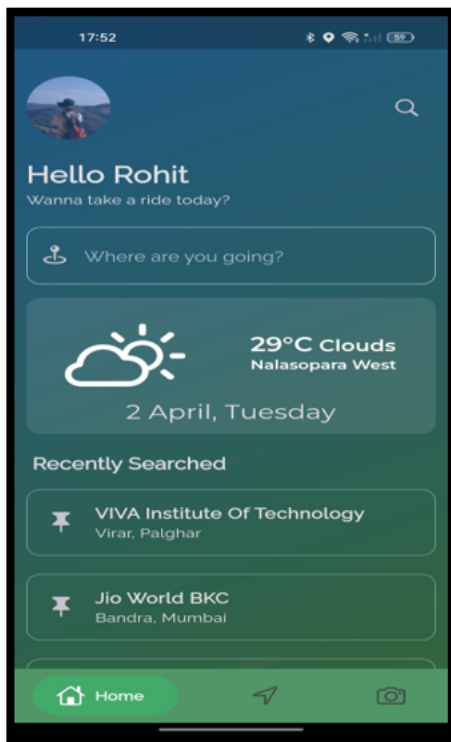 17:52
59
Hello Rohit
Wanna take a ride today?
Where are you going?
29°C Clouds
Nalasopara West
2 April, Tuesday
Recently Searched
VIVA Institute Of Technology
Virar, Palghar
Jio World BKC
Bandra, Mumbai
Home